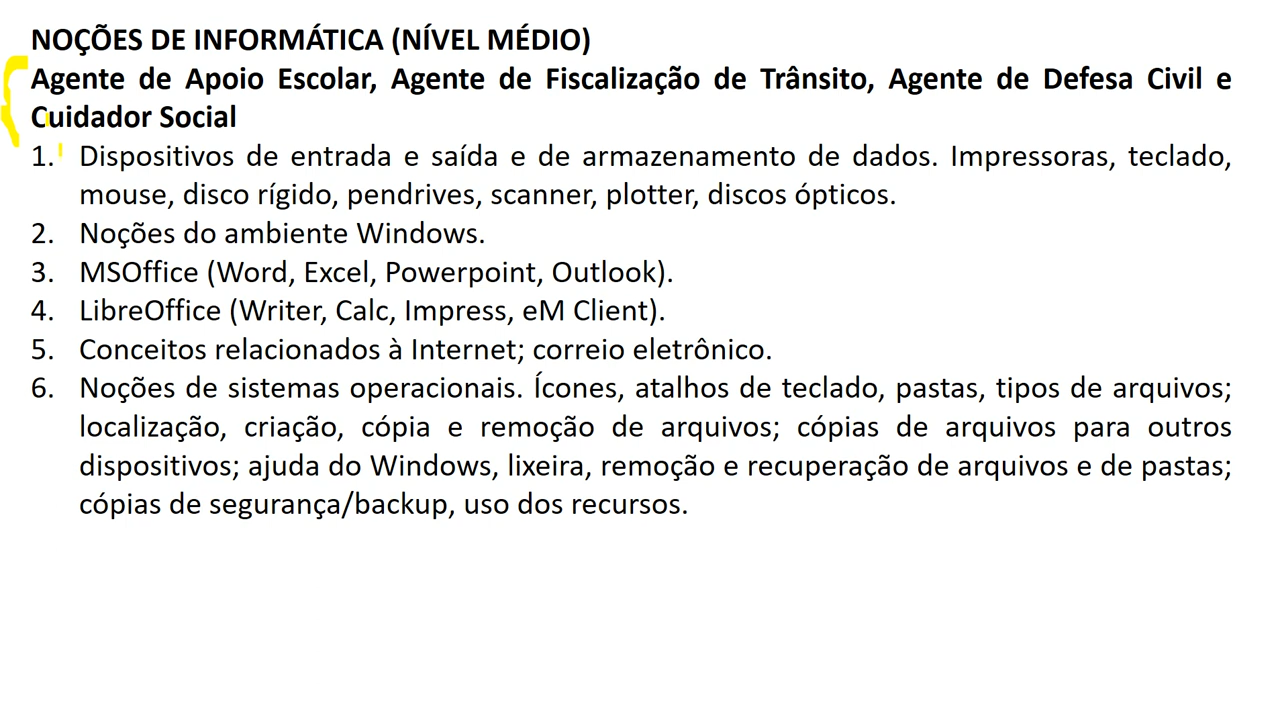 NOÇÕES DE INFORMÁTICA (NÍVEL MÉDIO)
Agente de Apoio Escolar, Agente de Fiscalização de Trânsito, Agente de Defesa Civil e
Cuidador Social
1. Dispositivos de entrada e saída e de armazenamento de dados. Impressoras, teclado,
mouse, disco rígido, pendrives, scanner, plotter, discos ópticos.
2. Noções do ambiente Windows.
3. MSOffice (Word, Excel, Powerpoint, Outlook).
4. LibreOffice (Writer, Calc, Impress, eM Client).
5. Conceitos relacionados à Internet; correio eletrônico.
6. Noções de sistemas operacionais. Ícones, atalhos de teclado, pastas, tipos de arquivos;
localização, criação, cópia e remoção de arquivos; cópias de arquivos para outros
dispositivos; ajuda do Windows, lixeira, remoção e recuperação de arquivos e de pastas;
cópias de segurança/backup, uso dos recursos.